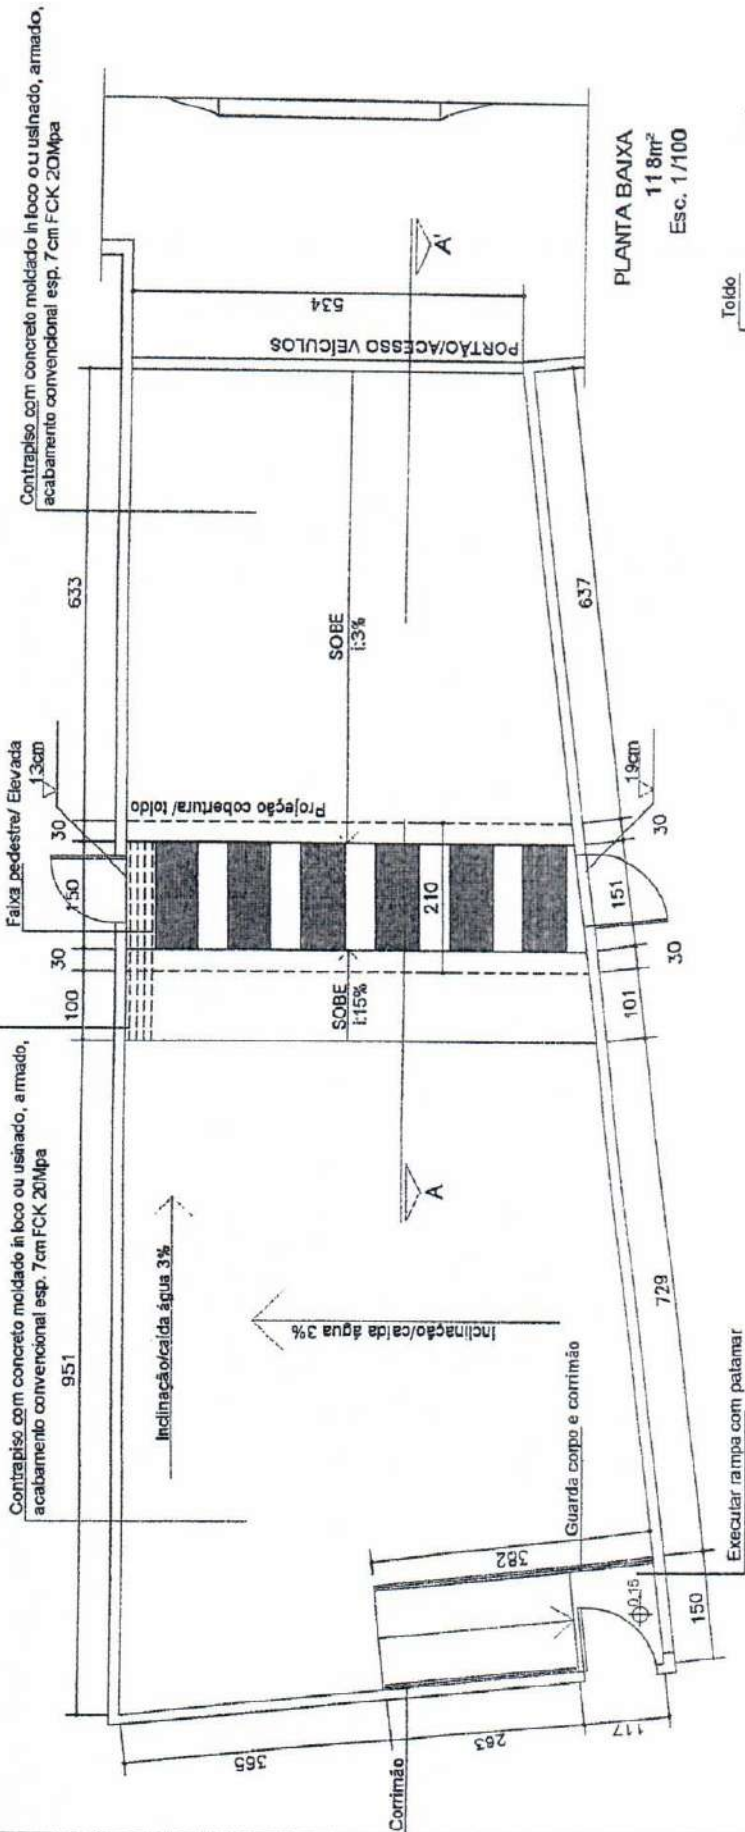 Contrapiso com concreto moldado in loco ou usinado, armado,
acabamento convencional esp. 7cm FCK 20Mpa
Contrapiso com concreto moldado in loco ou usinado, armado,
acabamento convencional esp. 7cm FCK 20Mpa
Faixa pedestre/ Elevada
13cm
951
100
30
150
30
633
Inclinação/caída água 3%
Inclinação/caída água 3%
SOBE
i:15%
Projeção cobertura/ toldo
210
SOBE
i:3%
PORTÃO/ACESSO VEÍCULOS
534
A
A'
PLANTA BAIXA
118m²
Esc. 1/100
Toldo
365
263
117
Corrimão
382
Guarda corpo e corrimão
0,15
150
729
101
30
151
30
19cm
637
Executar rampa com patamar